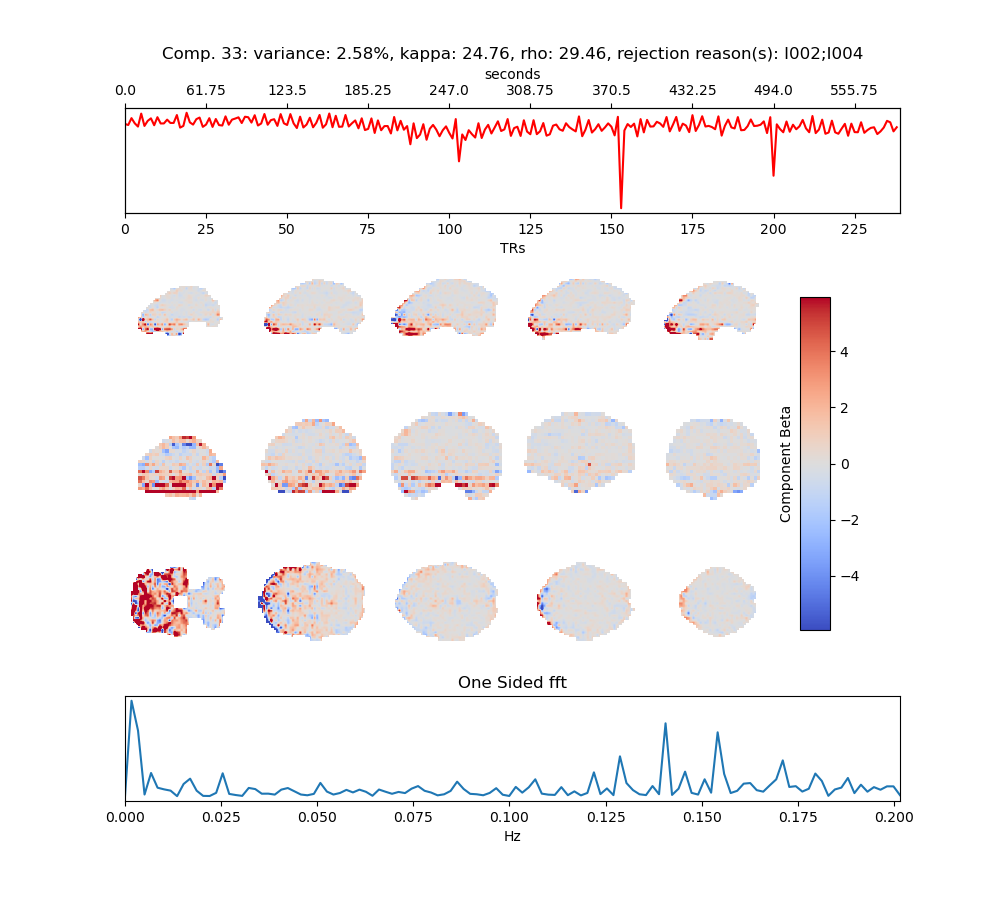 Comp. 33: variance: 2.58%, kappa: 24.76, rho: 29.46, rejection reason(s): I002;I004
seconds
0.0 61.75 123.5 185.25 247.0 308.75 370.5 432.25 494.0 555.75
0 25 50 75 100 125 150 175 200 225
TRs
4
2
0
−2
−4
Component Beta
One Sided fft
0.000 0.025 0.050 0.075 0.100 0.125 0.150 0.175 0.200
Hz